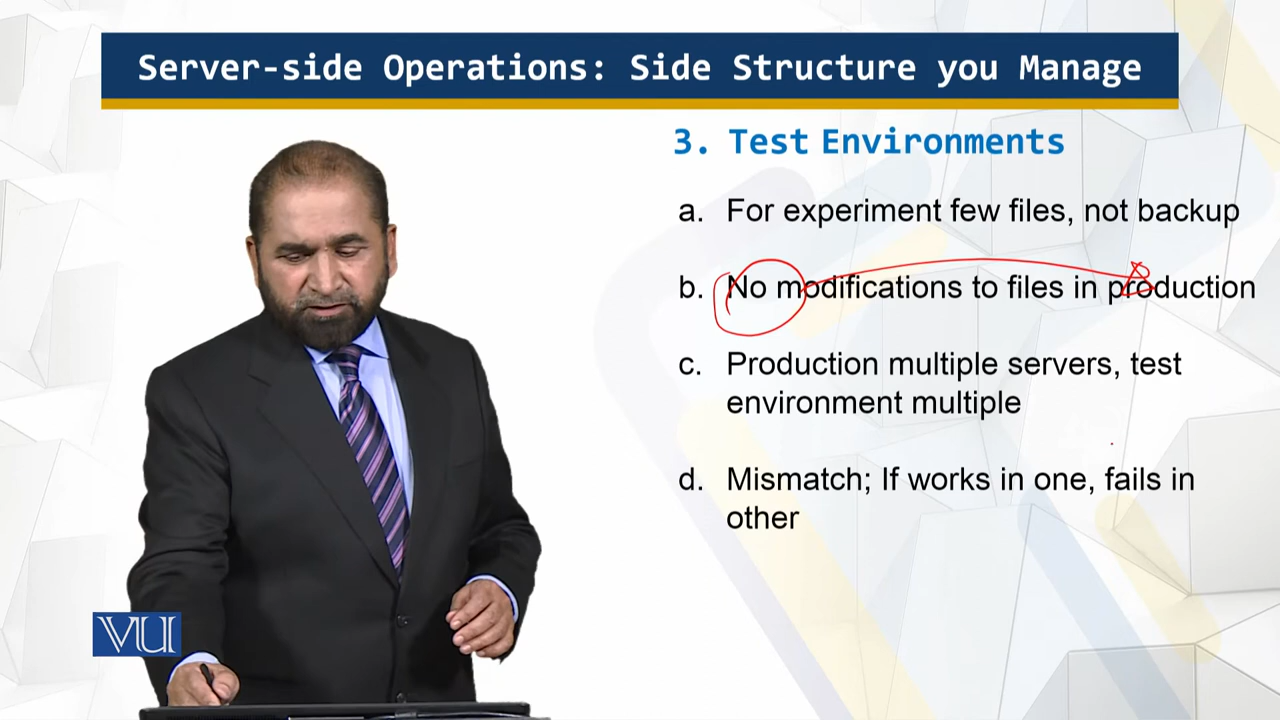 Server-side Operations: Side Structure you Manage
3. Test Environments
a. For experiment few files, not backup
b. No modifications to files in production
c. Production multiple servers, test
environment multiple
d. Mismatch; If works in one, fails in
other
VU